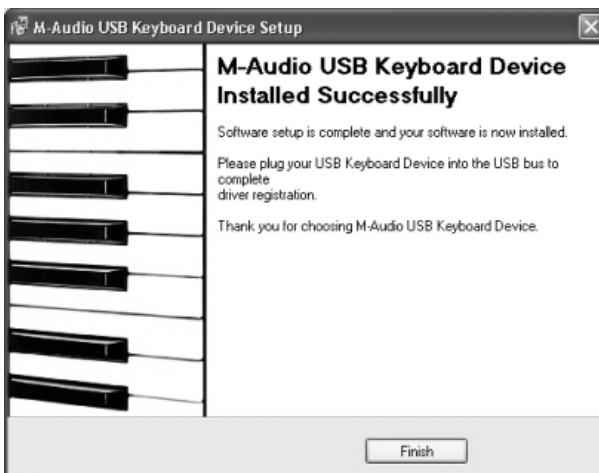 M-Audio USB Keyboard Device Setup
M-Audio USB Keyboard Device
Installed Successfully
Software setup is complete and your software is now installed.
Please plug your USB Keyboard Device into the USB bus to
complete
driver registration.
Thank you for choosing M-Audio USB Keyboard Device.
Finish